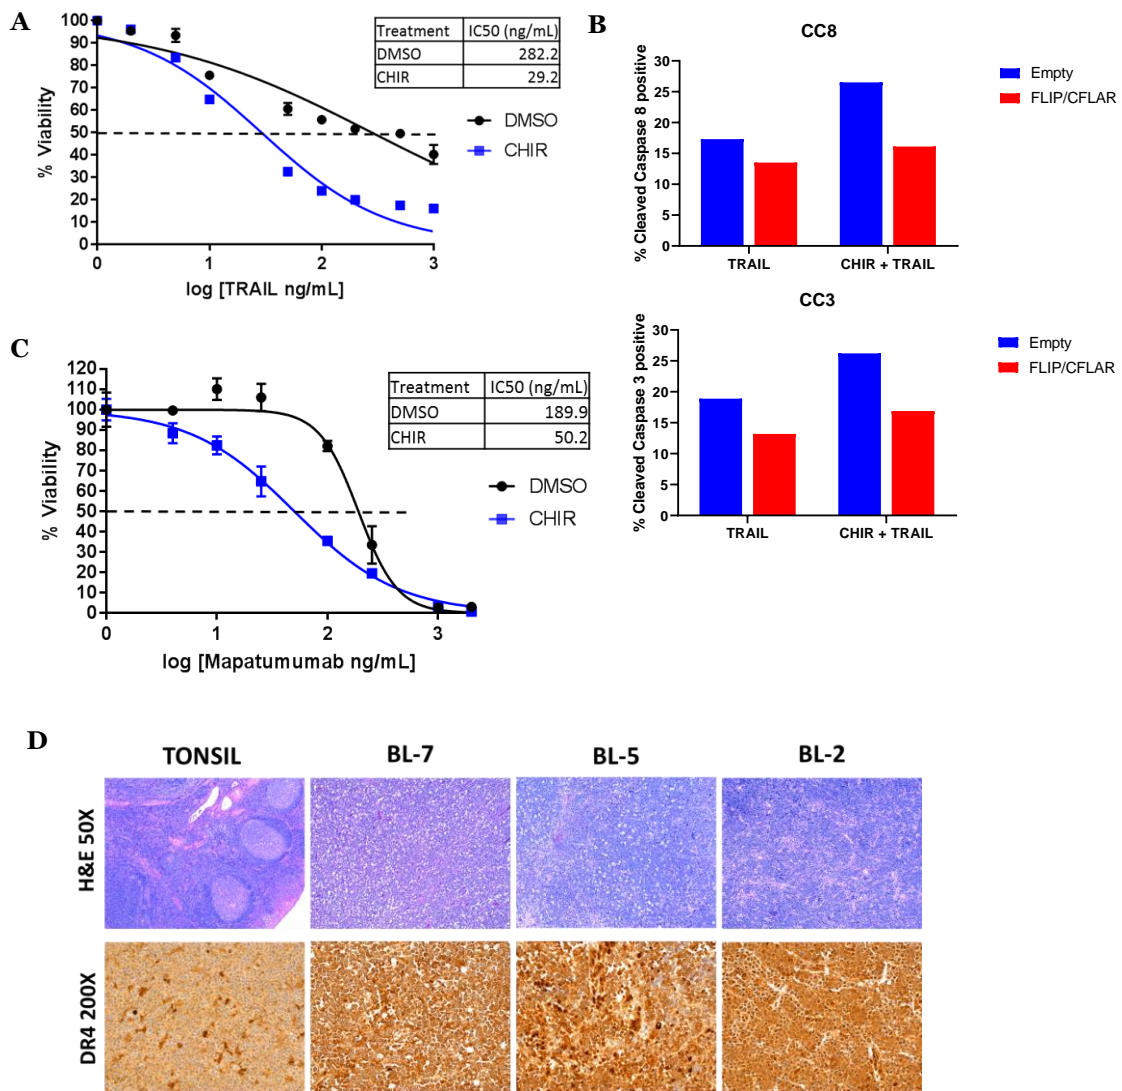 A
100
90
80
70
60
50
40
30
20
10
0
% Viability
0 1 2 3
log [TRAIL ng/mL]
Treatment IC50 (ng/mL)
DMSO 282.2
CHIR 29.2
DMSO
CHIR
B
CC8
30
25
20
15
10
5
0
% Cleaved Caspase 8 positive
TRAIL CHIR + TRAIL
Empty
FLIP/CFLAR
CC3
30
25
20
15
10
5
0
% Cleaved Caspase 3 positive
TRAIL CHIR + TRAIL
Empty
FLIP/CFLAR
C
120
110
100
90
80
70
60
50
40
30
20
10
0
% Viability
0 1 2 3
log [Mapatumumab ng/mL]
Treatment IC50 (ng/mL)
DMSO 189.9
CHIR 50.2
DMSO
CHIR
D
TONSIL BL-7 BL-5 BL-2
H&E 50X
DR4 200X